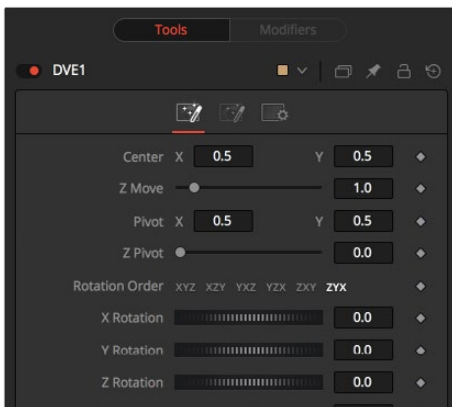 Tools Modifiers
DVE1
Center X 0.5 Y 0.5
Z Move 1.0
Pivot X 0.5 Y 0.5
Z Pivot 0.0
Rotation Order XYZ XZY YXZ YZX ZXY ZYX
X Rotation 0.0
Y Rotation 0.0
Z Rotation 0.0